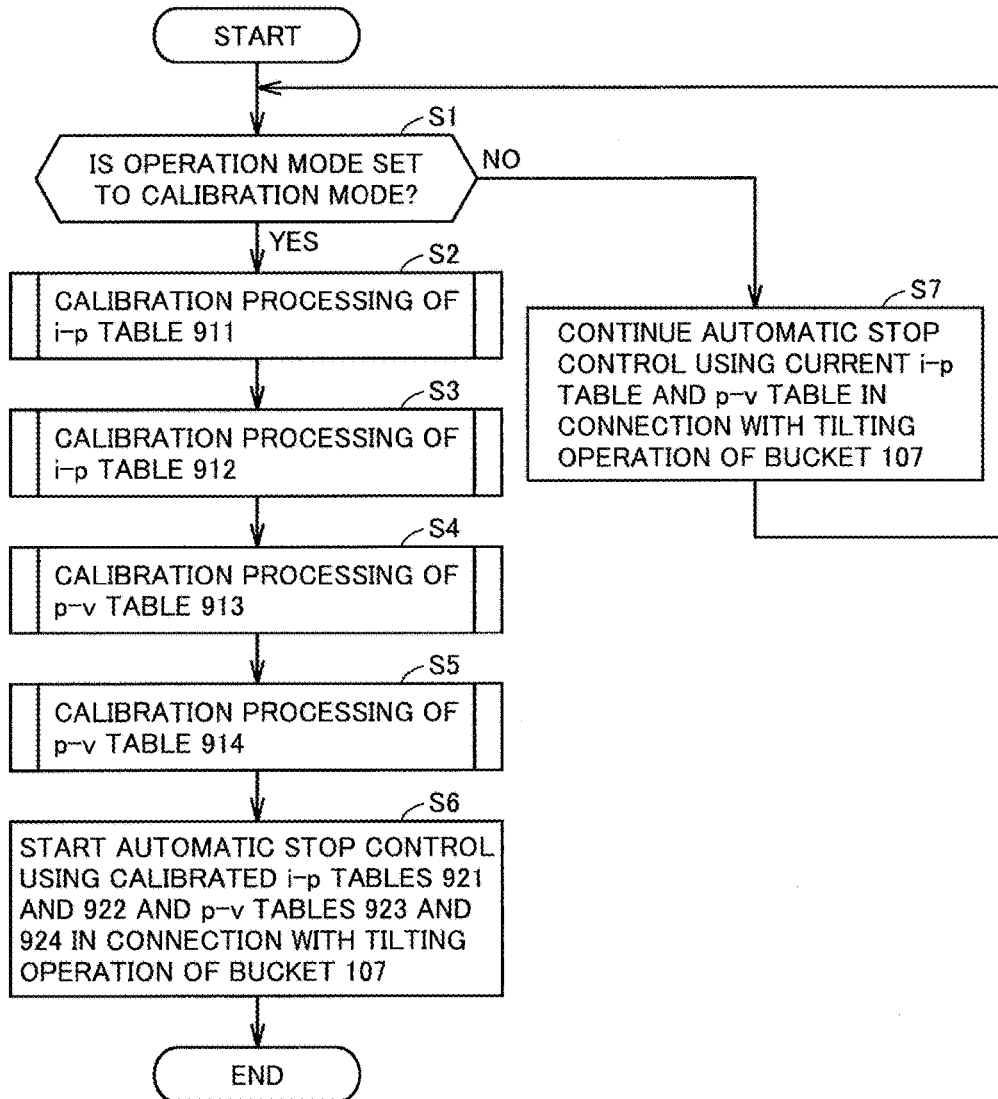 START
S1
IS OPERATION MODE SET
TO CALIBRATION MODE?
NO
YES
S2
CALIBRATION PROCESSING OF
i-p TABLE 911
S3
CALIBRATION PROCESSING OF
i-p TABLE 912
S4
CALIBRATION PROCESSING OF
p-v TABLE 913
S5
CALIBRATION PROCESSING OF
p-v TABLE 914
S6
START AUTOMATIC STOP CONTROL
USING CALIBRATED i-p TABLES 921
AND 922 AND p-v TABLES 923 AND
924 IN CONNECTION WITH TILTING
OPERATION OF BUCKET 107
END
S7
CONTINUE AUTOMATIC STOP
CONTROL USING CURRENT i-p
TABLE AND p-v TABLE IN
CONNECTION WITH TILTING
OPERATION OF BUCKET 107